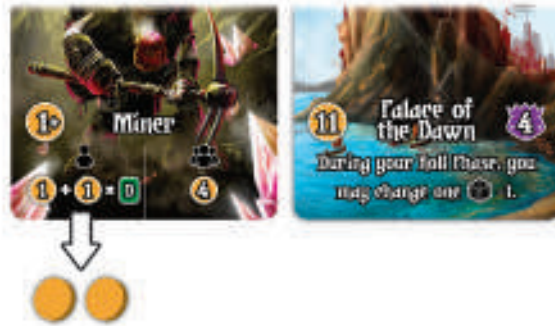 1+
Miner
1 + 1 =
4
11
Palace of
the Dawn
4
During your Roll Phase, you
may change one 1.